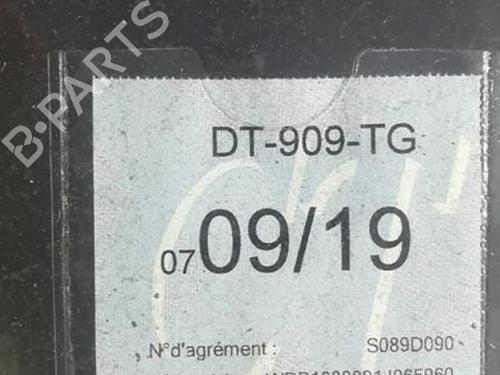 B-PARTS
DT-909-TG
07 09/19
N°d'agrément : S089D090